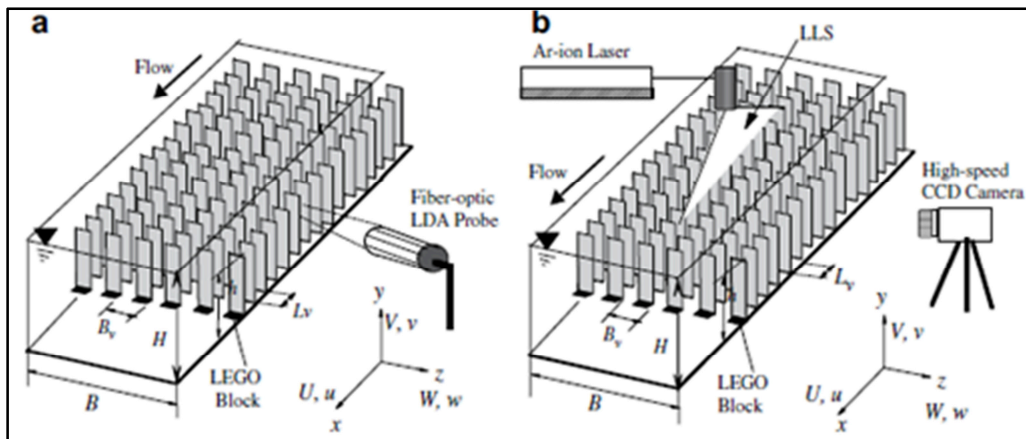 a
Flow
Fiber-optic
LDA Probe
h
Lv
Bv
H
B
LEGO
Block
y
V, v
z
W, w
U, u
x
b
Ar-ion Laser
LLS
Flow
High-speed
CCD Camera
h
Lv
Bv
H
B
LEGO
Block
y
V, v
z
W, w
U, u
x